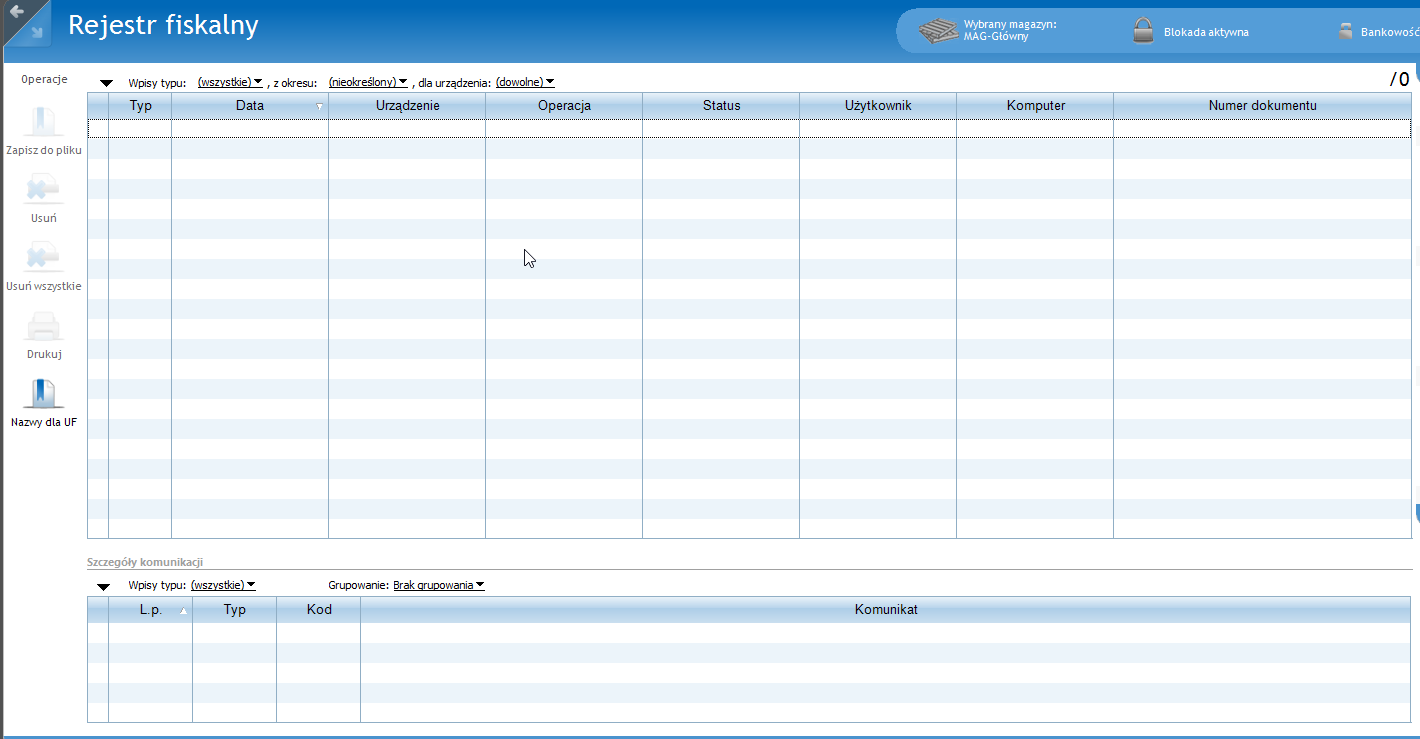 Rejestr fiskalny
Wybrany magazyn:
MAG-Główny
Blokada aktywna
Bankowość
Operacje
Wpisy typu: (wszystkie) , z okresu: (nieokreślony) , dla urządzenia: (dowolne)
/0
Typ Data Urządzenie Operacja Status Użytkownik Komputer Numer dokumentu
Zapisz do pliku
Usuń
Usuń wszystkie
Drukuj
Nazwy dla UF
Szczegóły komunikacji
Wpisy typu: (wszystkie) Grupowanie: Brak grupowania
L.p. Typ Kod Komunikat